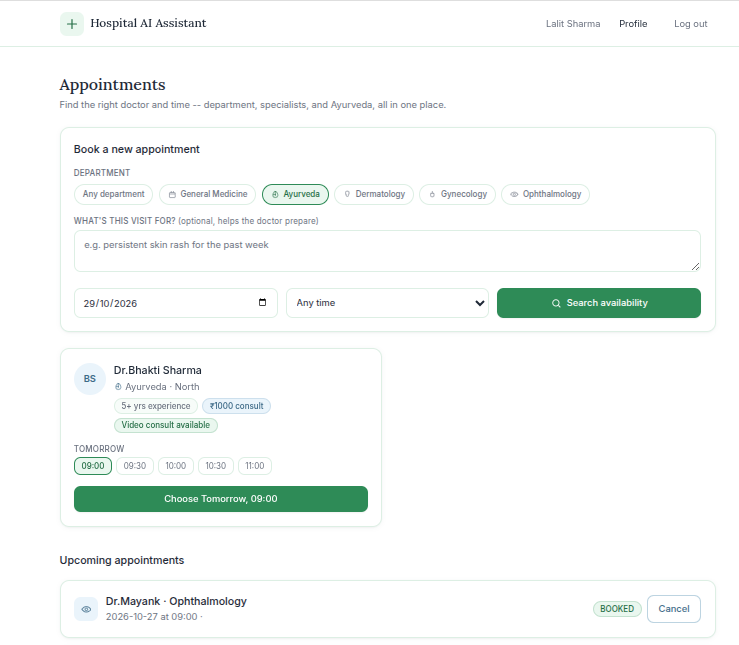 Hospital AI Assistant
Lalit Sharma Profile Log out
Appointments
Find the right doctor and time -- department, specialists, and Ayurveda, all in one place.
Book a new appointment
DEPARTMENT
Any department General Medicine Ayurveda Dermatology Gynecology Ophthalmology
WHAT'S THIS VISIT FOR? (optional, helps the doctor prepare)
e.g. persistent skin rash for the past week
29/10/2026 Any time Search availability
BS
Dr.Bhakti Sharma
Ayurveda · North
5+ yrs experience ₹1000 consult
Video consult available
TOMORROW
09:00 09:30 10:00 10:30 11:00
Choose Tomorrow, 09:00
Upcoming appointments
Dr.Mayank · Ophthalmology
2026-10-27 at 09:00 ·
BOOKED Cancel